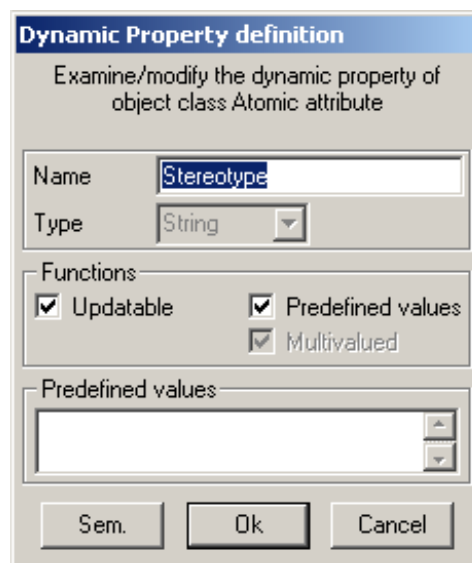 Dynamic Property definition
Examine/modify the dynamic property of
object class Atomic attribute
Name Stereotype
Type String
Functions
Updatable Predefined values
Multivalued
Predefined values
Sem. Ok Cancel